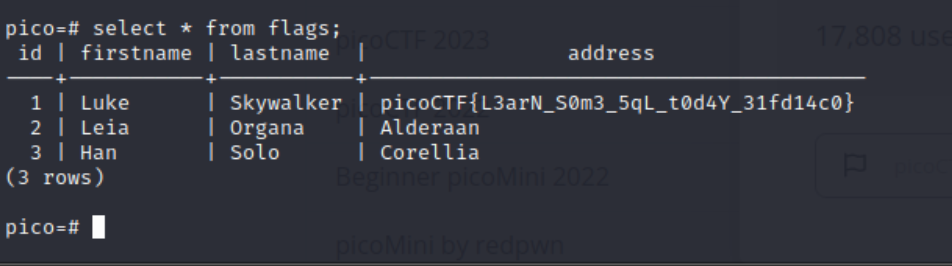 pico=# select * from flags;
picoCTF 2023
17,808 use
id | firstname | lastname | address
----+-----------+-----------+----------------------------------------
1 | Luke | Skywalker | picoCTF{L3arN_S0m3_5qL_t0d4Y_31fd14c0}
2 | Leia | Organa | Alderaan
3 | Han | Solo | Corellia
(3 rows)
Beginner picoMini 2022
pico=#
picoMini by redpwn